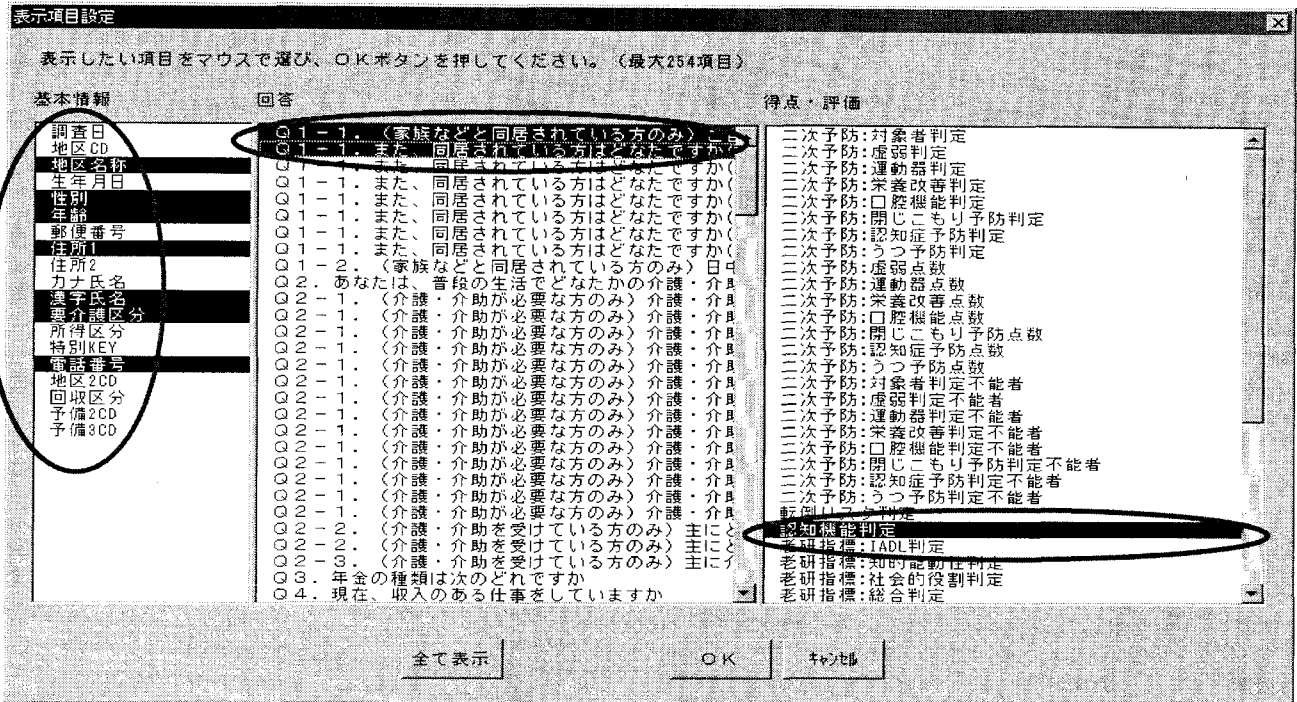 表示項目設定
表示したい項目をマウスで選び、OKボタンを押してください。（最大254項目）
基本情報
調査日
地区CD
地区名称
生年月日
性別
年齢
郵便番号
住所1
住所2
カナ氏名
漢字氏名
要介護区分
所得区分
特別KEY
電話番号
地区2CD
回収区分
予備2CD
予備3CD
回答
Q1－1．（家族などと同居されている方のみ）ご
Q1－1．また、同居されている方はどなたですか(
Q1－1．また、同居されている方はどなたですか(
Q1－1．また、同居されている方はどなたですか(
Q1－1．また、同居されている方はどなたですか(
Q1－1．また、同居されている方はどなたですか(
Q1－1．また、同居されている方はどなたですか(
Q1－1．また、同居されている方はどなたですか(
Q1－2．（家族などと同居されている方のみ）日中
Q2．あなたは、普段の生活でどなたかの介護・介助
Q2－1．（介護・介助が必要な方のみ）介護・介助
Q2－1．（介護・介助が必要な方のみ）介護・介助
Q2－1．（介護・介助が必要な方のみ）介護・介助
Q2－1．（介護・介助が必要な方のみ）介護・介助
Q2－1．（介護・介助が必要な方のみ）介護・介助
Q2－1．（介護・介助が必要な方のみ）介護・介助
Q2－1．（介護・介助が必要な方のみ）介護・介助
Q2－1．（介護・介助が必要な方のみ）介護・介助
Q2－1．（介護・介助が必要な方のみ）介護・介助
Q2－1．（介護・介助が必要な方のみ）介護・介助
Q2－1．（介護・介助が必要な方のみ）介護・介助
Q2－1．（介護・介助が必要な方のみ）介護・介助
Q2－1．（介護・介助が必要な方のみ）介護・介助
Q2－1．（介護・介助が必要な方のみ）介護・介助
Q2－2．（介護・介助を受けている方のみ）主にと
Q2－2．（介護・介助を受けている方のみ）主にと
Q2－3．（介護・介助を受けている方のみ）主に介
Q3．年金の種類は次のどれですか
Q4．現在、収入のある仕事をしていますか
得点・評価
二次予防:対象者判定
二次予防:虚弱判定
二次予防:運動器判定
二次予防:栄養改善判定
二次予防:口腔機能判定
二次予防:閉じこもり予防判定
二次予防:認知症予防判定
二次予防:うつ予防判定
二次予防:虚弱点数
二次予防:運動器点数
二次予防:栄養改善点数
二次予防:口腔機能点数
二次予防:閉じこもり予防点数
二次予防:認知症予防点数
二次予防:うつ予防点数
二次予防:対象者判定不能者
二次予防:虚弱判定不能者
二次予防:運動器判定不能者
二次予防:栄養改善判定不能者
二次予防:口腔機能判定不能者
二次予防:閉じこもり予防判定不能者
二次予防:認知症予防判定不能者
二次予防:うつ予防判定不能者
転倒リスク判定
認知機能判定
老研指標:IADL判定
老研指標:知的能動性判定
老研指標:社会的役割判定
老研指標:総合判定
全て表示
OK
ｷｬﾝｾﾙ